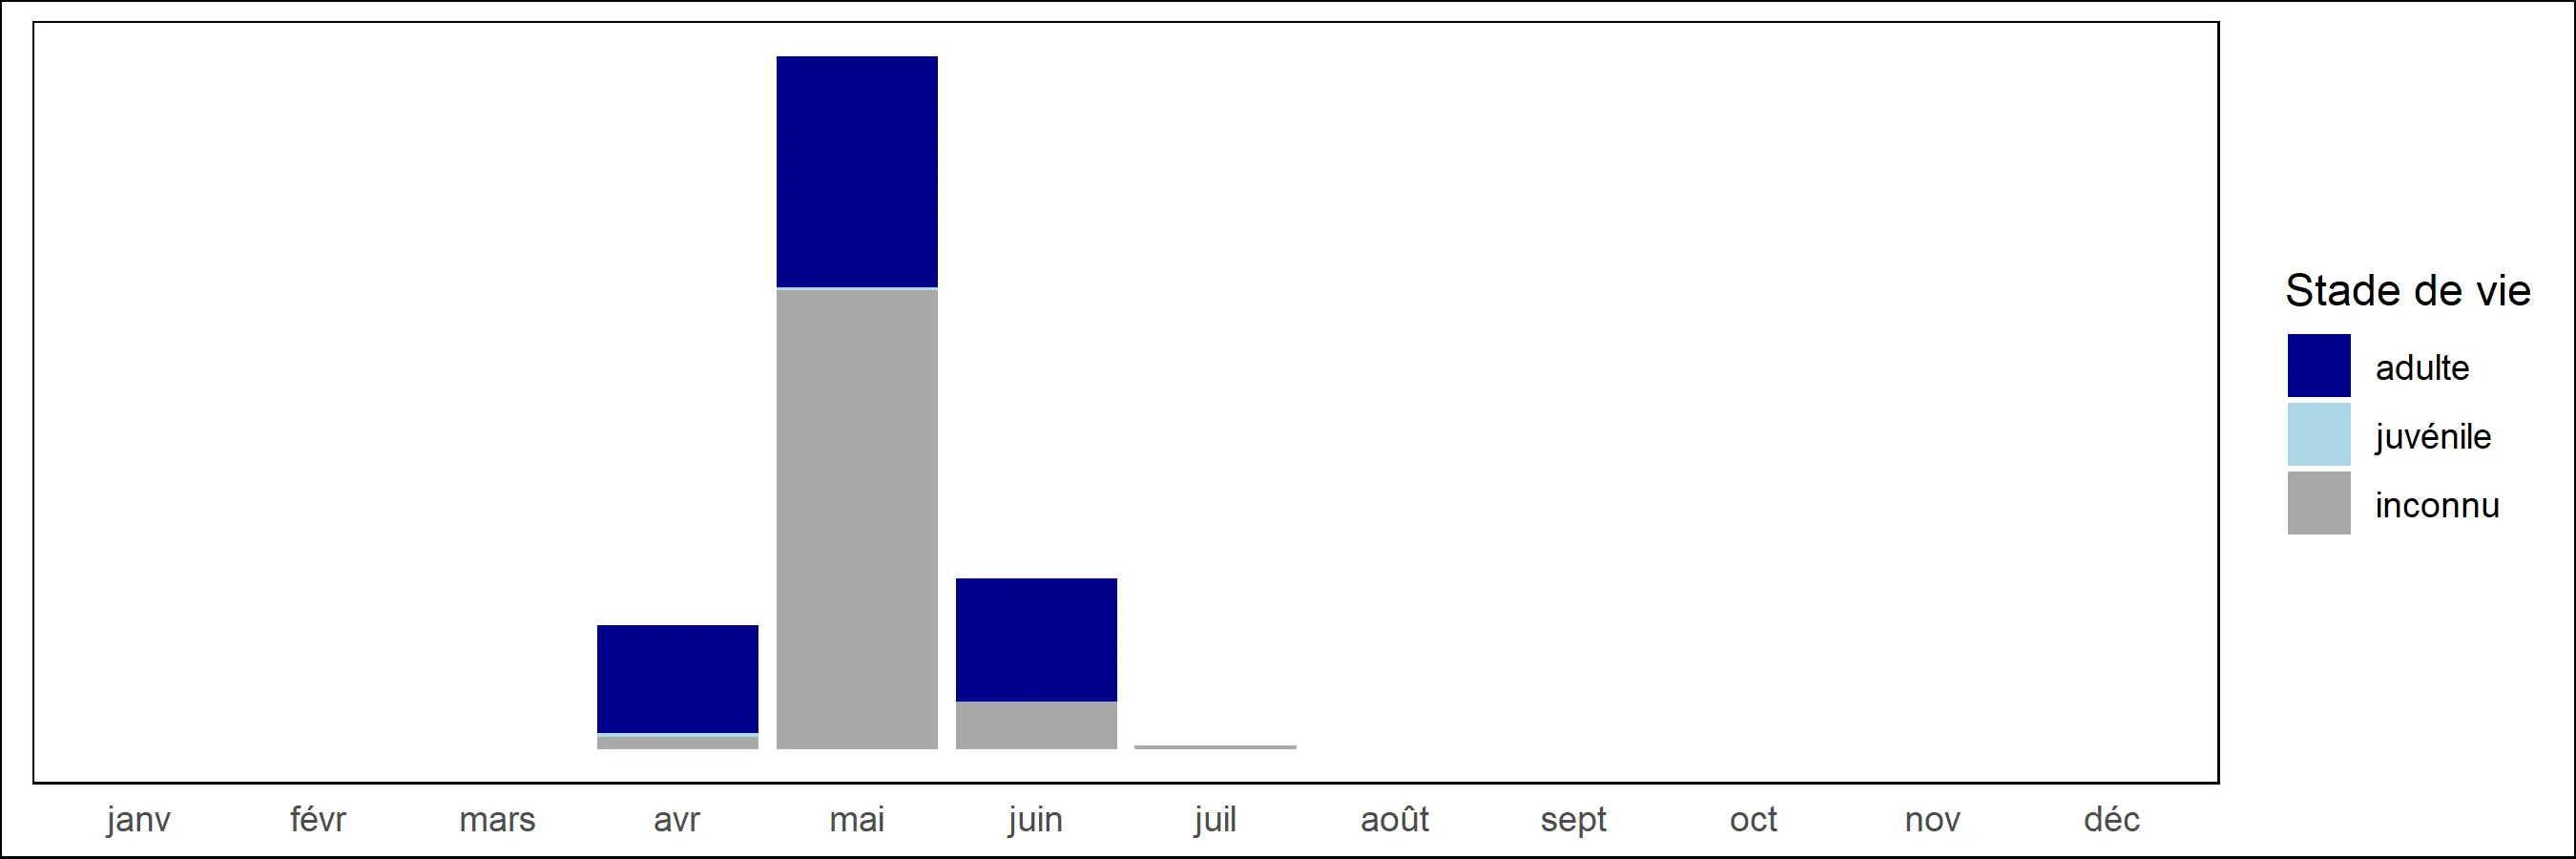 Stade de vie
adulte
juvénile
inconnu
janv févr mars avr mai juin juil août sept oct nov déc